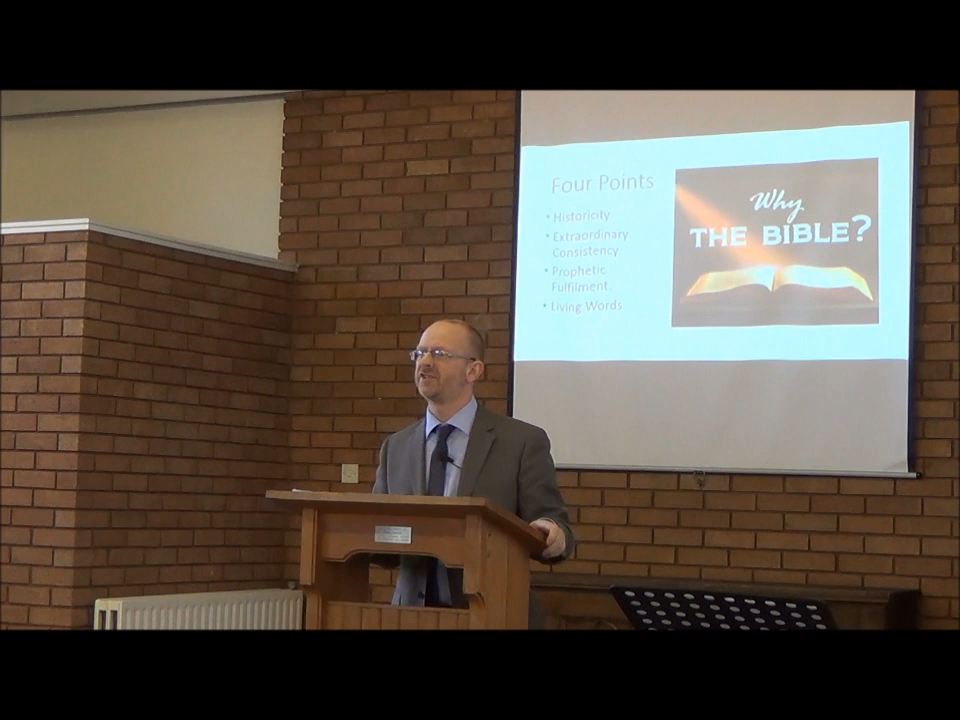 Four Points
• Historicity
• Extraordinary
Consistency
• Prophetic
Fulfilment
• Living Words
Why
THE BIBLE?